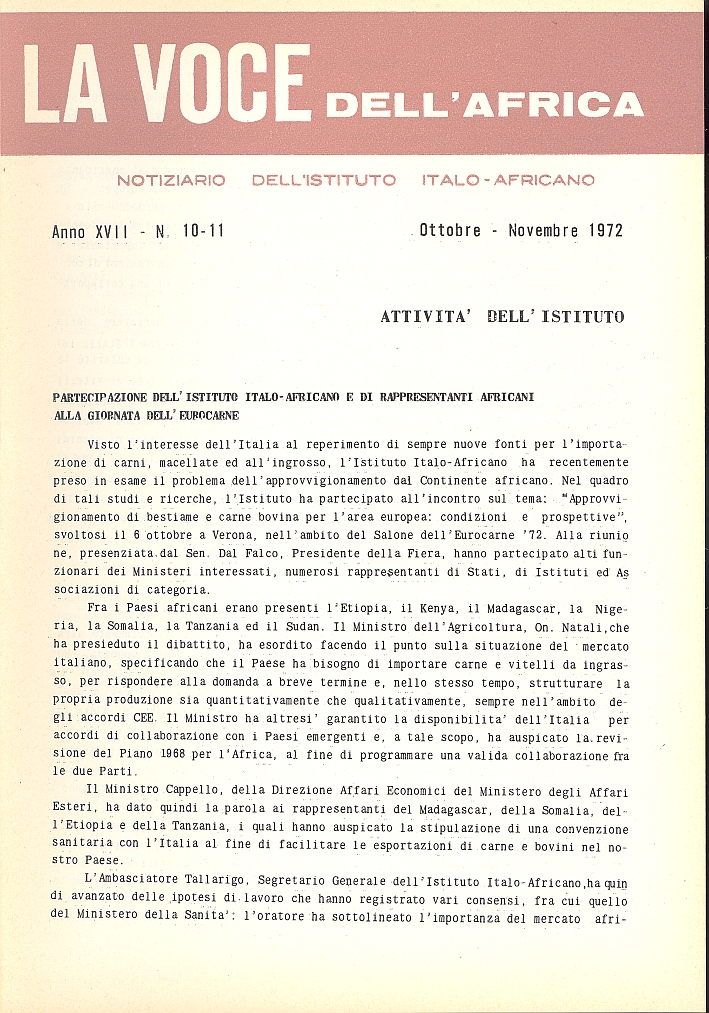 LA VOCE DELL'AFRICA
NOTIZIARIO DELL'ISTITUTO ITALO-AFRICANO
Anno XVII - N. 10-11 Ottobre - Novembre 1972
ATTIVITA' DELL'ISTITUTO
PARTECIPAZIONE DELL'ISTITUTO ITALO-AFRICANO E DI RAPPRESENTANTI AFRICANI
ALLA GIORNATA DELL'EUROCARNE
Visto l'interesse dell'Italia al reperimento di sempre nuove fonti per l'importa-
zione di carni, macellate ed all'ingrosso, l'Istituto Italo-Africano ha recentemente
preso in esame il problema dell'approvvigionamento dal Continente africano. Nel quadro
di tali studi e ricerche, l'Istituto ha partecipato all'incontro sul tema: "Approvvi-
gionamento di bestiame e carne bovina per l'area europea: condizioni e prospettive",
svoltosi il 6 ottobre a Verona, nell'ambito del Salone dell'Eurocarne '72. Alla riunio
ne, presenziata dal Sen. Dal Falco, Presidente della Fiera, hanno partecipato alti fun-
zionari dei Ministeri interessati, numerosi rappresentanti di Stati, di Istituti ed As
sociazioni di categoria.
Fra i Paesi africani erano presenti l'Etiopia, il Kenya, il Madagascar, la Nige-
ria, la Somalia, la Tanzania ed il Sudan. Il Ministro dell'Agricoltura, On. Natali,che
ha presieduto il dibattito, ha esordito facendo il punto sulla situazione del mercato
italiano, specificando che il Paese ha bisogno di importare carne e vitelli da ingras-
so, per rispondere alla domanda a breve termine e, nello stesso tempo, strutturare la
propria produzione sia quantitativamente che qualitativamente, sempre nell'ambito de-
gli accordi CEE. Il Ministro ha altresi' garantito la disponibilita' dell'Italia per
accordi di collaborazione con i Paesi emergenti e, a tale scopo, ha auspicato la revi-
sione del Piano 1968 per l'Africa, al fine di programmare una valida collaborazione fra
le due Parti.
Il Ministro Cappello, della Direzione Affari Economici del Ministero degli Affari
Esteri, ha dato quindi la parola ai rappresentanti del Madagascar, della Somalia, del-
l'Etiopia e della Tanzania, i quali hanno auspicato la stipulazione di una convenzione
sanitaria con l'Italia al fine di facilitare le esportazioni di carne e bovini nel no-
stro Paese.
L'Ambasciatore Tallarigo, Segretario Generale dell'Istituto Italo-Africano,ha quin
di avanzato delle ipotesi di lavoro che hanno registrato vari consensi, fra cui quello
del Ministero della Sanita': l'oratore ha sottolineato l'importanza del mercato afri-